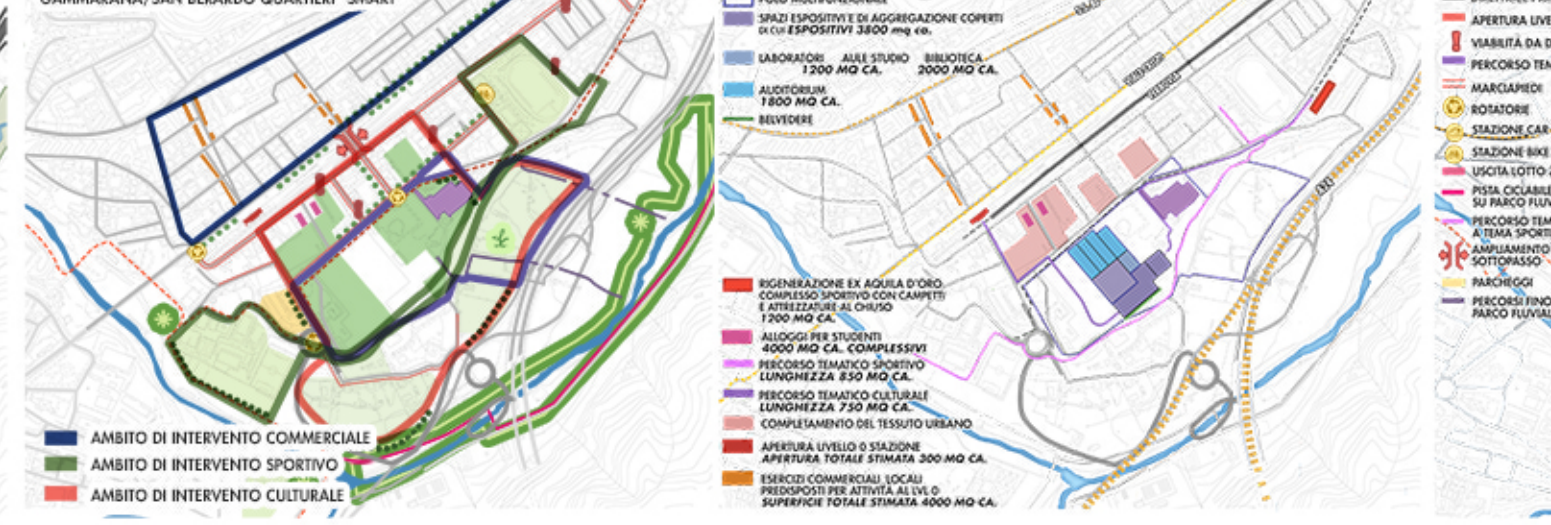 GAMMARANA/SAN BERARDO QUARTIERI SMART
AMBITO DI INTERVENTO COMMERCIALE
AMBITO DI INTERVENTO SPORTIVO
AMBITO DI INTERVENTO CULTURALE
POLO MULTIFUNZIONALE
SPAZI ESPOSITIVI E DI AGGREGAZIONE COPERTI
DI CUI ESPOSITIVI 3800 mq ca.
LABORATORI AULE STUDIO BIBLIOTECA
1200 MQ CA. 2000 MQ CA.
AUDITORIUM
1800 MQ CA.
BELVEDERE
RIGENERAZIONE EX AQUILA D'ORO
COMPLESSO SPORTIVO CON CAMPETTI
E ATTREZZATURE AL CHIUSO
1200 MQ CA.
ALLOGGI PER STUDENTI
4000 MQ CA. COMPLESSIVI
PERCORSO TEMATICO SPORTIVO
LUNGHEZZA 850 MQ CA.
PERCORSO TEMATICO CULTURALE
LUNGHEZZA 750 MQ CA.
COMPLETAMENTO DEL TESSUTO URBANO
APERTURA LIVELLO 0 STAZIONE
APERTURA TOTALE STIMATA 300 MQ CA.
ESERCIZI COMMERCIALI LOCALI
PREDISPOSTI PER ATTIVITÀ AL LVL 0
SUPERFICIE TOTALE STIMATA 4000 MQ CA.
APERTURA LIVE
VIABILITÀ DA D
PERCORSO TEM
MARCIAPIEDI
ROTATORIE
STAZIONE CAR
STAZIONE BIKE
USCITA LOTTO
PISTA CICLABILE
SU PARCO FLUV
PERCORSO TEM
A TEMA SPORTI
AMPLIAMENTO
SOTTOPASSO
PARCHEGGI
PERCORSI FINO
PARCO FLUVIAL